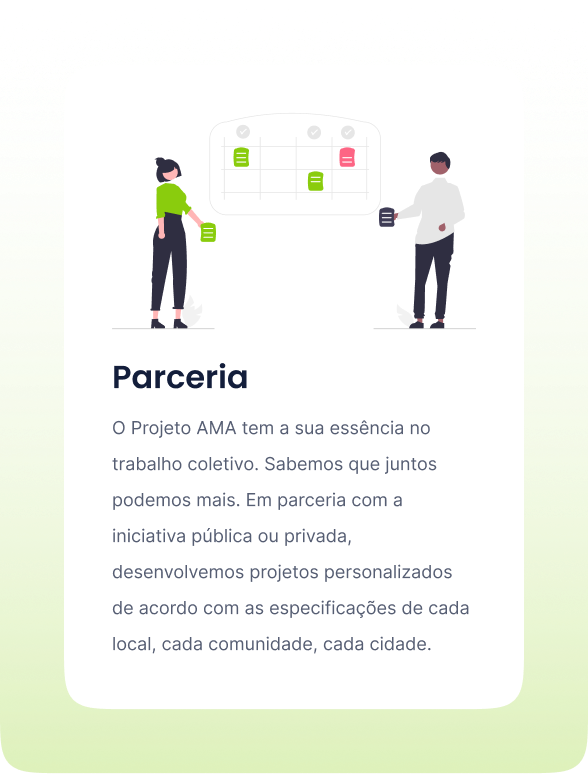 Parceria
O Projeto AMA tem a sua essência no
trabalho coletivo. Sabemos que juntos
podemos mais. Em parceria com a
iniciativa pública ou privada,
desenvolvemos projetos personalizados
de acordo com as especificações de cada
local, cada comunidade, cada cidade.